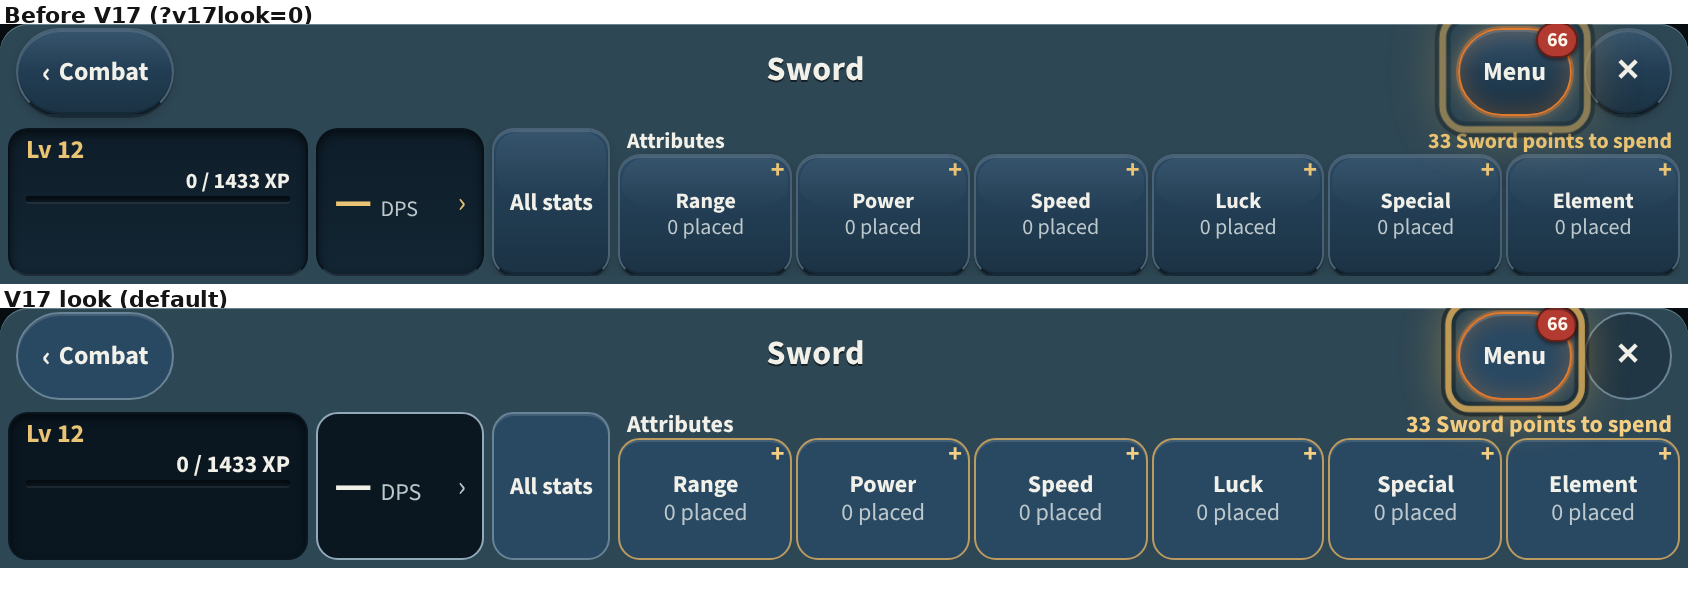 Before V17 (?v17look=0)
‹ Combat
Sword
Menu
66
×
Lv 12
0 / 1433 XP
— DPS ›
All stats
Attributes
33 Sword points to spend
+
Range
0 placed
+
Power
0 placed
+
Speed
0 placed
+
Luck
0 placed
+
Special
0 placed
+
Element
0 placed
V17 look (default)
‹ Combat
Sword
Menu
66
×
Lv 12
0 / 1433 XP
— DPS ›
All stats
Attributes
33 Sword points to spend
+
Range
0 placed
+
Power
0 placed
+
Speed
0 placed
+
Luck
0 placed
+
Special
0 placed
+
Element
0 placed